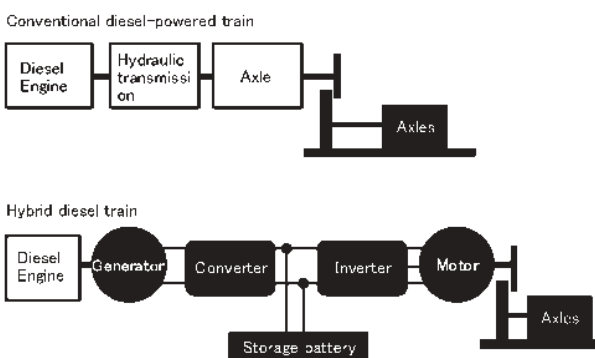 Conventional diesel-powered train
Diesel
Engine
Hydraulic
transmissi
on
Axle
Axles
Hybrid diesel train
Diesel
Engine
Generator
Converter
Inverter
Motor
Axles
Storage battery